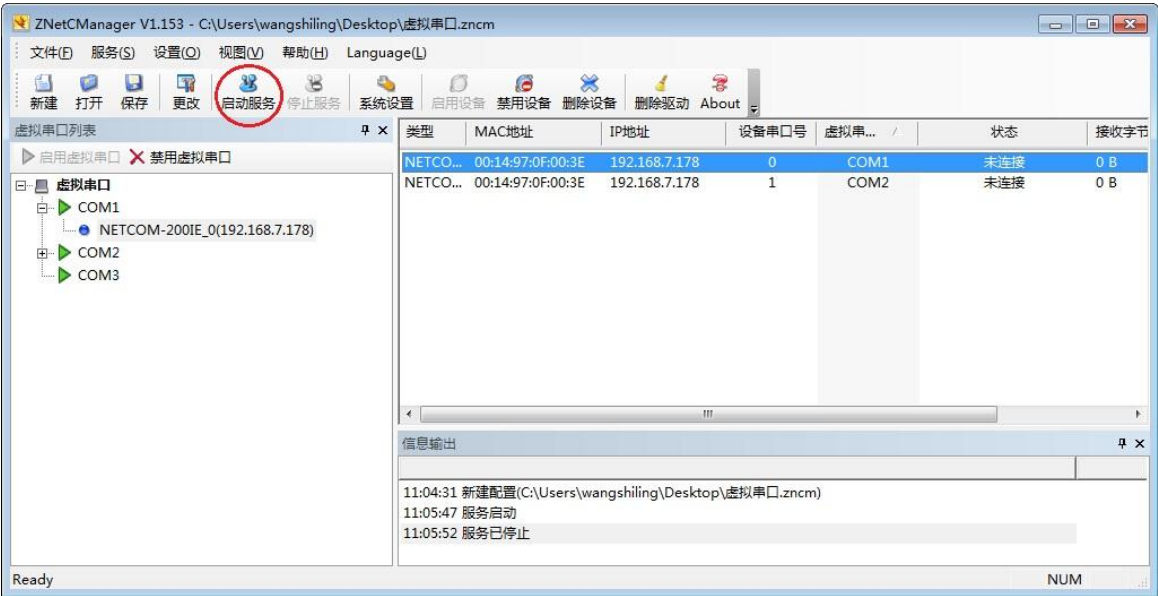 ZNetCManager V1.153 - C:\Users\wangshiling\Desktop\虚拟串口.zncm
文件(F) 服务(S) 设置(O) 视图(V) 帮助(H) Language(L)
新建 打开 保存 更改 启动服务 停止服务 系统设置 启用设备 禁用设备 删除设备 删除驱动 About
虚拟串口列表
启用虚拟串口 禁用虚拟串口
虚拟串口
COM1
NETCOM-200IE_0(192.168.7.178)
COM2
COM3
类型 MAC地址 IP地址 设备串口号 虚拟串... 状态 接收字节
NETCO... 00:14:97:0F:00:3E 192.168.7.178 0 COM1 未连接 0 B
NETCO... 00:14:97:0F:00:3E 192.168.7.178 1 COM2 未连接 0 B
信息输出
11:04:31 新建配置(C:\Users\wangshiling\Desktop\虚拟串口.zncm)
11:05:47 服务启动
11:05:52 服务已停止
Ready NUM